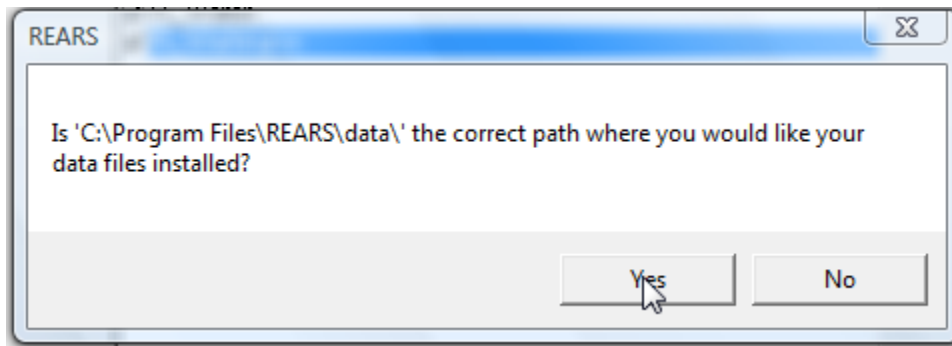 REARS
Is 'C:\Program Files\REARS\data\' the correct path where you would like your
data files installed?
Yes
No